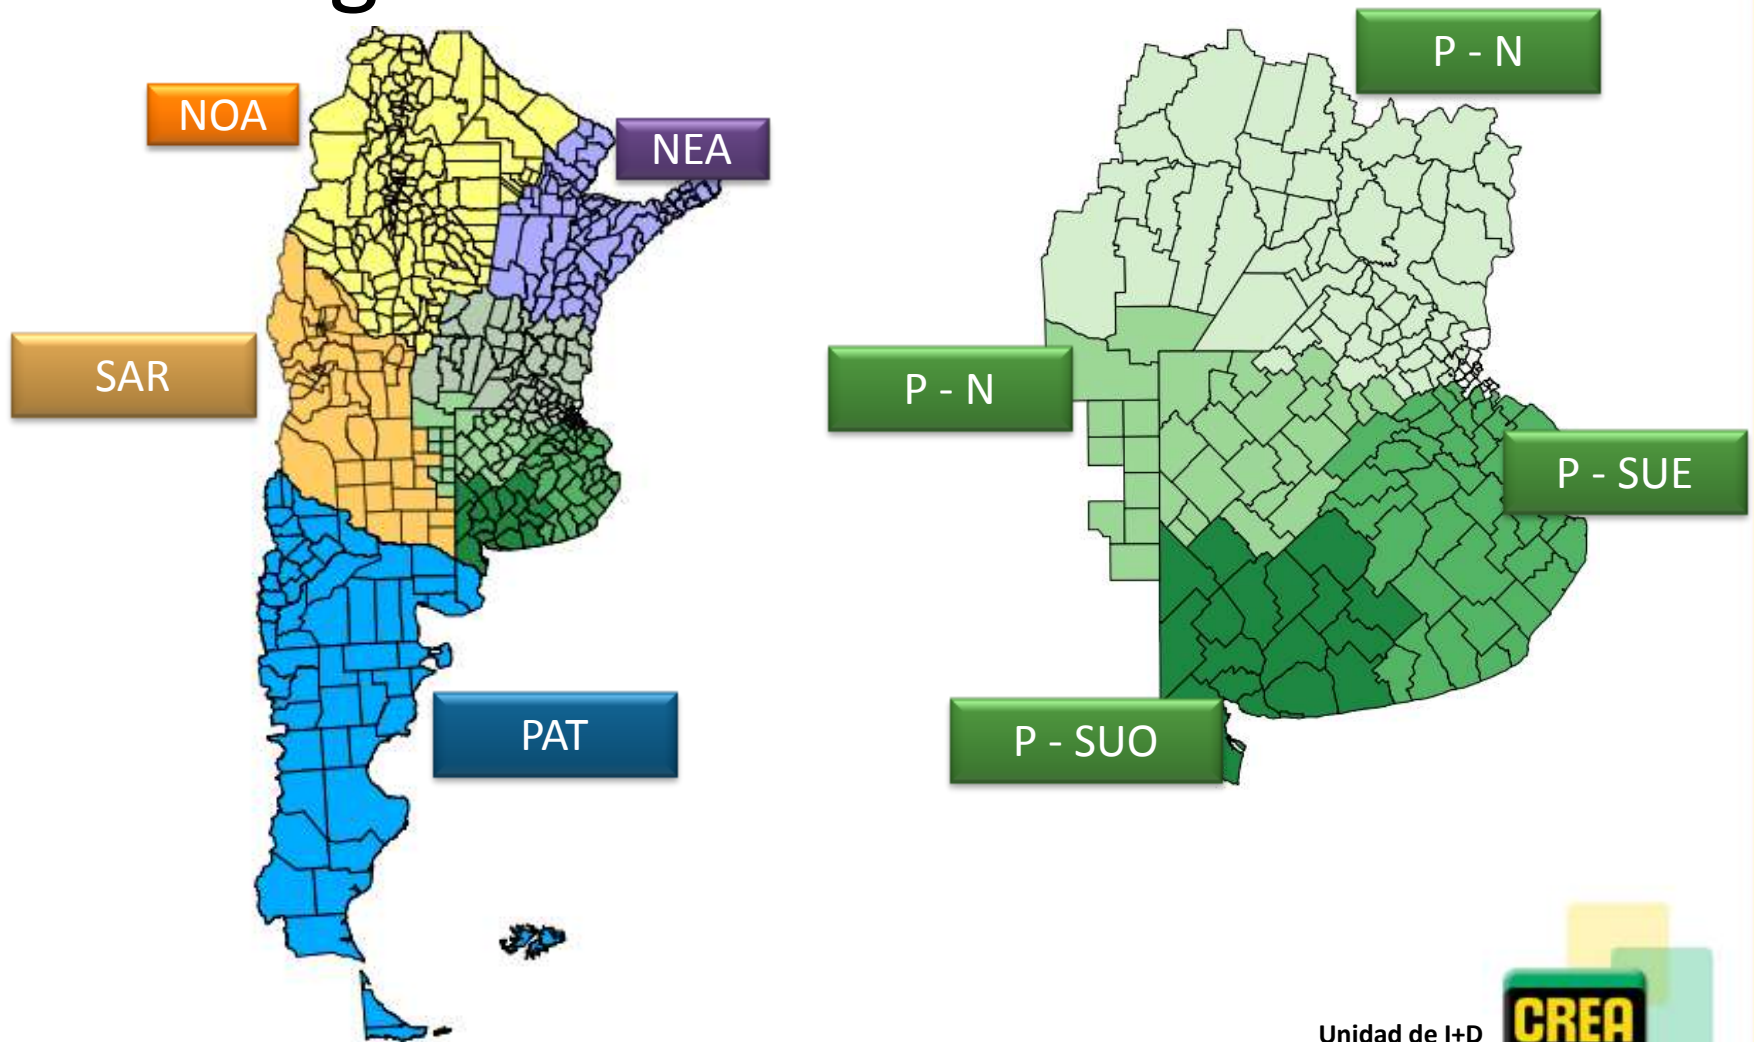 NOA
NEA
SAR
PAT
P - N
P - N
P - SUE
P - SUO
Unidad de I+D
CREA